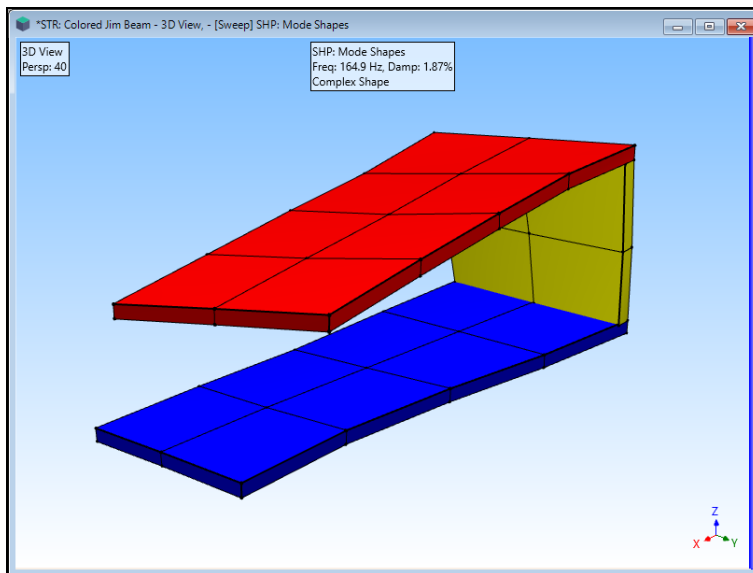 *STR: Colored Jim Beam - 3D View, - [Sweep] SHP: Mode Shapes
3D View
Persp: 40
SHP: Mode Shapes
Freq: 164.9 Hz, Damp: 1.87%
Complex Shape
Z
X
Y